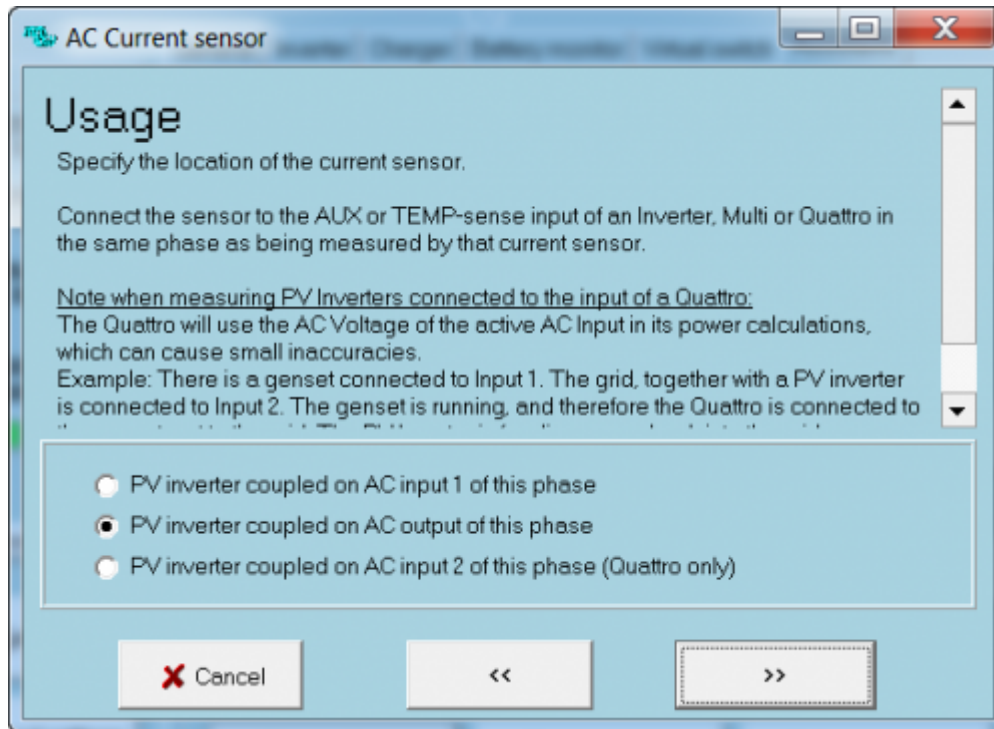 AC Current sensor
Usage
Specify the location of the current sensor.
Connect the sensor to the AUX or TEMP-sense input of an Inverter, Multi or Quattro in
the same phase as being measured by that current sensor.
Note when measuring PV Inverters connected to the input of a Quattro:
The Quattro will use the AC Voltage of the active AC Input in its power calculations,
which can cause small inaccuracies.
Example: There is a genset connected to Input 1. The grid, together with a PV inverter
is connected to Input 2. The genset is running, and therefore the Quattro is connected to
PV inverter coupled on AC input 1 of this phase
PV inverter coupled on AC output of this phase
PV inverter coupled on AC input 2 of this phase (Quattro only)
Cancel
<<
>>